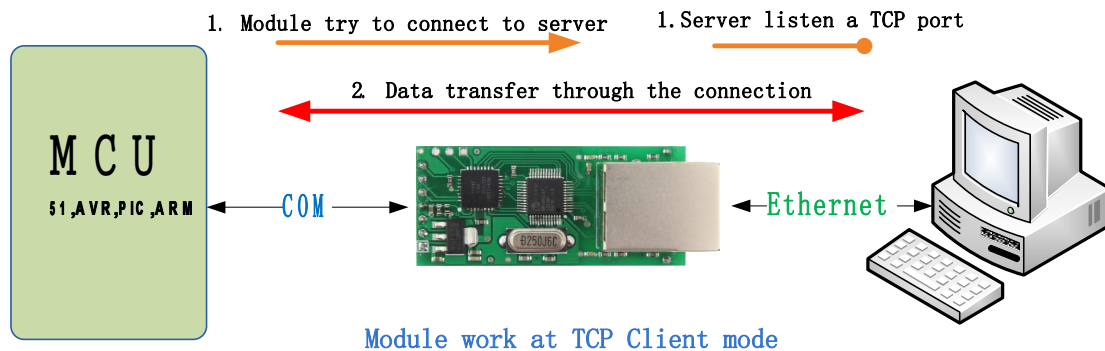 1. Module try to connect to server
1.Server listen a TCP port
2. Data transfer through the connection
MCU
51,AVR,PIC,ARM
COM
Ethernet
Ð250J6C
Module work at TCP Client mode